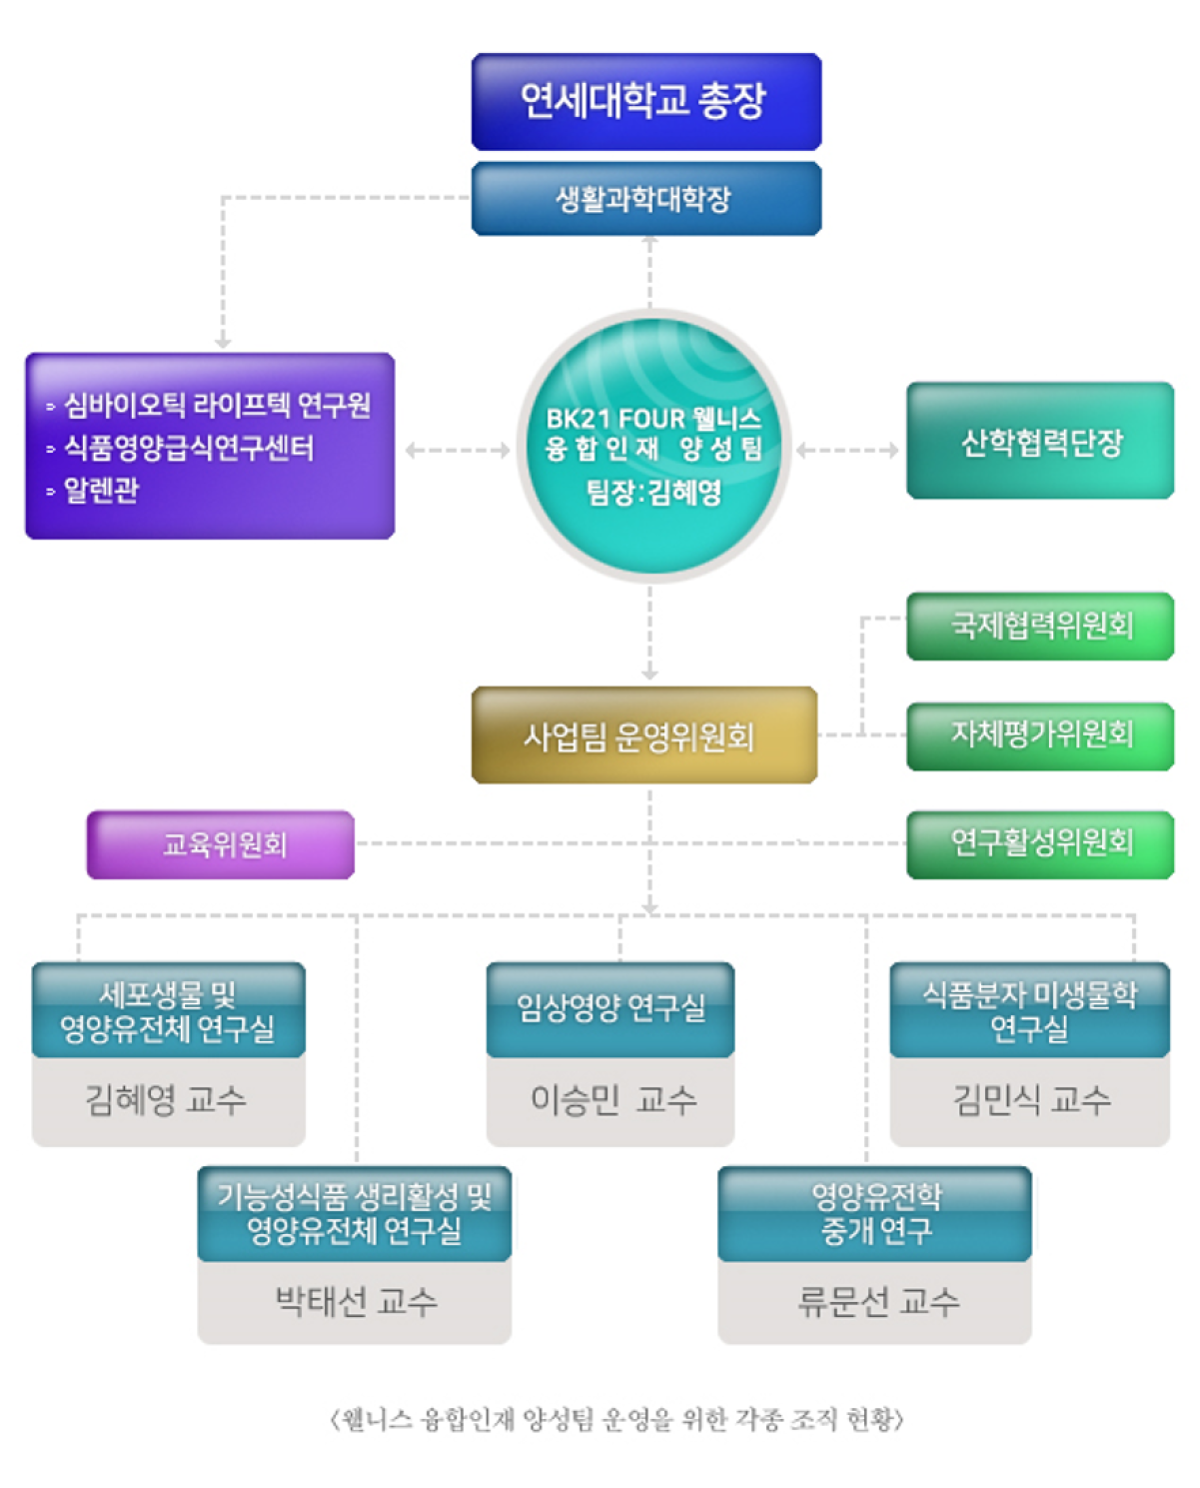 연세대학교 총장
생활과학대학장
심바이오틱 라이프텍 연구원
식품영양급식연구센터
알렌관
BK21 FOUR 웰니스
융합인재 양성팀
팀장:김혜영
산학협력단장
국제협력위원회
사업팀 운영위원회
자체평가위원회
교육위원회
연구활성위원회
세포생물 및
영양유전체 연구실
김혜영 교수
임상영양 연구실
이승민 교수
식품분자 미생물학
연구실
김민식 교수
기능성식품 생리활성 및
영양유전체 연구실
박태선 교수
영양유전학
중개 연구
류문선 교수
〈웰니스 융합인재 양성팀 운영을 위한 각종 조직 현황〉